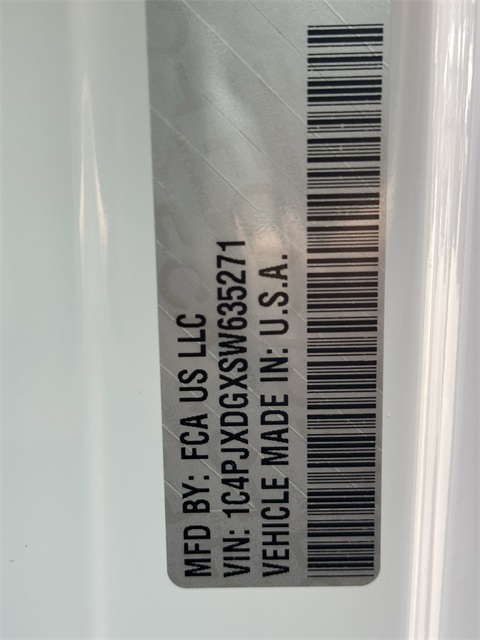 MFD BY: FCA US LLC
VIN: 1C4PJXDGXSW635271
VEHICLE MADE IN: U.S.A.